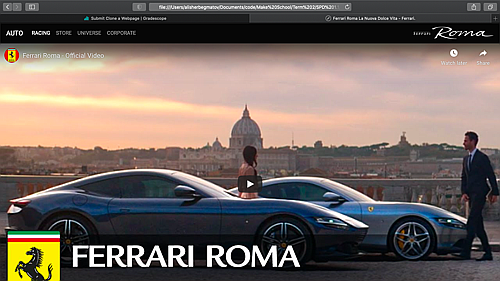 file:///Users/alisherbegmatov/Documents/code/Make%20School/Term%202/SPD%201.
Submit Clone a Webpage | Gradescope
Ferrari Roma La Nuova Dolce Vita - Ferrari.
AUTO RACING STORE UNIVERSE CORPORATE
Ferrari Roma
Ferrari Roma - Official Video
Watch later
Share
FERRARI ROMA